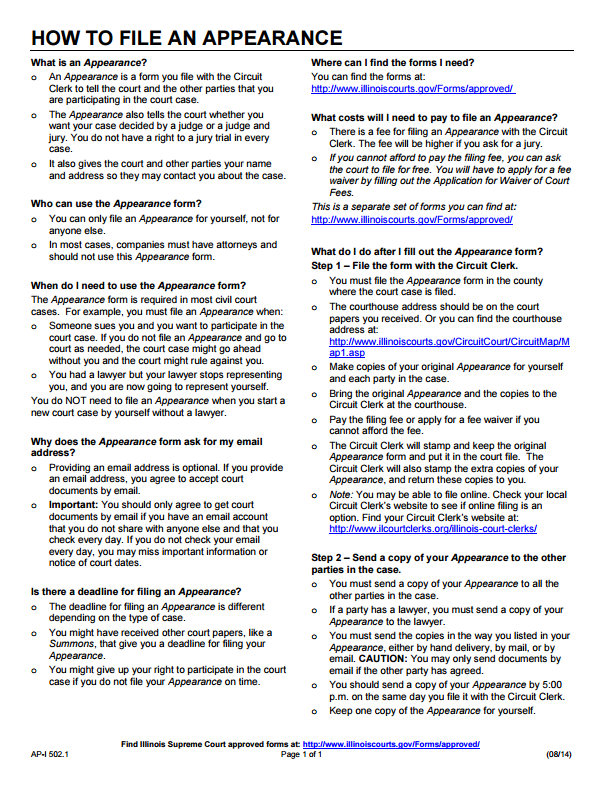 HOW TO FILE AN APPEARANCE
What is an Appearance?
o An Appearance is a form you file with the Circuit
Clerk to tell the court and the other parties that you
are participating in the court case.
o The Appearance also tells the court whether you
want your case decided by a judge or a judge and
jury. You do not have a right to a jury trial in every
case.
o It also gives the court and other parties your name
and address so they may contact you about the case.
Who can use the Appearance form?
o You can only file an Appearance for yourself, not for
anyone else.
o In most cases, companies must have attorneys and
should not use this Appearance form.
When do I need to use the Appearance form?
The Appearance form is required in most civil court
cases. For example, you must file an Appearance when:
o Someone sues you and you want to participate in the
court case. If you do not file an Appearance and go to
court as needed, the court case might go ahead
without you and the court might rule against you.
o You had a lawyer but your lawyer stops representing
you, and you are now going to represent yourself.
You do NOT need to file an Appearance when you start a
new court case by yourself without a lawyer.
Why does the Appearance form ask for my email
address?
o Providing an email address is optional. If you provide
an email address, you agree to accept court
documents by email.
o Important: You should only agree to get court
documents by email if you have an email account
that you do not share with anyone else and that you
check every day. If you do not check your email
every day, you may miss important information or
notice of court dates.
Is there a deadline for filing an Appearance?
o The deadline for filing an Appearance is different
depending on the type of case.
o You might have received other court papers, like a
Summons, that give you a deadline for filing your
Appearance.
o You might give up your right to participate in the court
case if you do not file your Appearance on time.
Where can I find the forms I need?
You can find the forms at:
http://www.illinoiscourts.gov/Forms/approved/
What costs will I need to pay to file an Appearance?
o There is a fee for filing an Appearance with the Circuit
Clerk. The fee will be higher if you ask for a jury.
o If you cannot afford to pay the filing fee, you can ask
the court to file for free. You will have to apply for a fee
waiver by filling out the Application for Waiver of Court
Fees.
This is a separate set of forms you can find at:
http://www.illinoiscourts.gov/Forms/approved/
What do I do after I fill out the Appearance form?
Step 1 – File the form with the Circuit Clerk.
o You must file the Appearance form in the county
where the court case is filed.
o The courthouse address should be on the court
papers you received. Or you can find the courthouse
address at:
http://www.illinoiscourts.gov/CircuitCourt/CircuitMap/M
ap1.asp
o Make copies of your original Appearance for yourself
and each party in the case.
o Bring the original Appearance and the copies to the
Circuit Clerk at the courthouse.
o Pay the filing fee or apply for a fee waiver if you
cannot afford the fee.
o The Circuit Clerk will stamp and keep the original
Appearance form and put it in the court file. The
Circuit Clerk will also stamp the extra copies of your
Appearance, and return these copies to you.
o Note: You may be able to file online. Check your local
Circuit Clerk's website to see if online filing is an
option. Find your Circuit Clerk's website at:
http://www.ilcourtclerks.org/illinois-court-clerks/
Step 2 – Send a copy of your Appearance to the other
parties in the case.
o You must send a copy of your Appearance to all the
other parties in the case.
o If a party has a lawyer, you must send a copy of your
Appearance to the lawyer.
o You must send the copies in the way you listed in your
Appearance, either by hand delivery, by mail, or by
email. CAUTION: You may only send documents by
email if the other party has agreed.
o You should send a copy of your Appearance by 5:00
p.m. on the same day you file it with the Circuit Clerk.
o Keep one copy of the Appearance for yourself.
Find Illinois Supreme Court approved forms at: http://www.illinoiscourts.gov/Forms/approved/
AP-I 502.1 Page 1 of 1 (08/14)